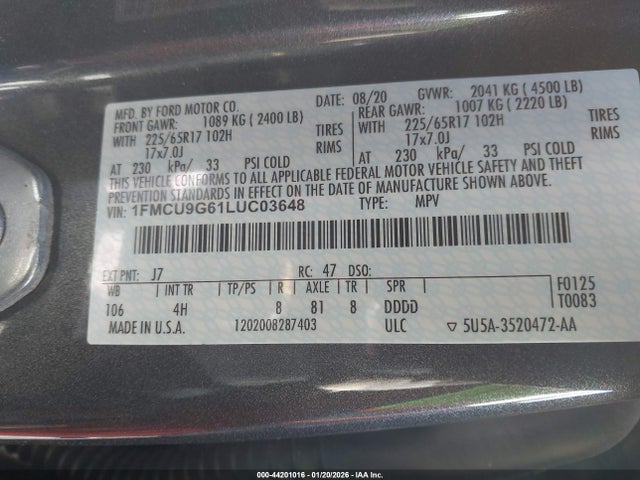 MFD. BY FORD MOTOR CO.
DATE: 08/20 GVWR: 2041 KG ( 4500 LB)
FRONT GAWR: 1089 KG ( 2400 LB) REAR GAWR: 1007 KG ( 2220 LB)
WITH 225/65R17 102H TIRES WITH 225/65R17 102H TIRES
17x7.0J RIMS 17x7.0J RIMS
AT 230 kPa/ 33 PSI COLD AT 230 kPa/ 33 PSI COLD
THIS VEHICLE CONFORMS TO ALL APPLICABLE FEDERAL MOTOR VEHICLE SAFETY AND THEFT
PREVENTION STANDARDS IN EFFECT ON THE DATE OF MANUFACTURE SHOWN ABOVE.
VIN: 1FMCU9G61LUC03648 TYPE: MPV
EXT PNT: J7 RC: 47 DSO:
WB INT TR TP/PS R AXLE TR SPR F0125
106 4H 8 81 8 DDDD T0083
MADE IN U.S.A. 1202008287403 ULC ▽ 5U5A-3520472-AA
000-44201016 - 01/20/2026 - IAA Inc.